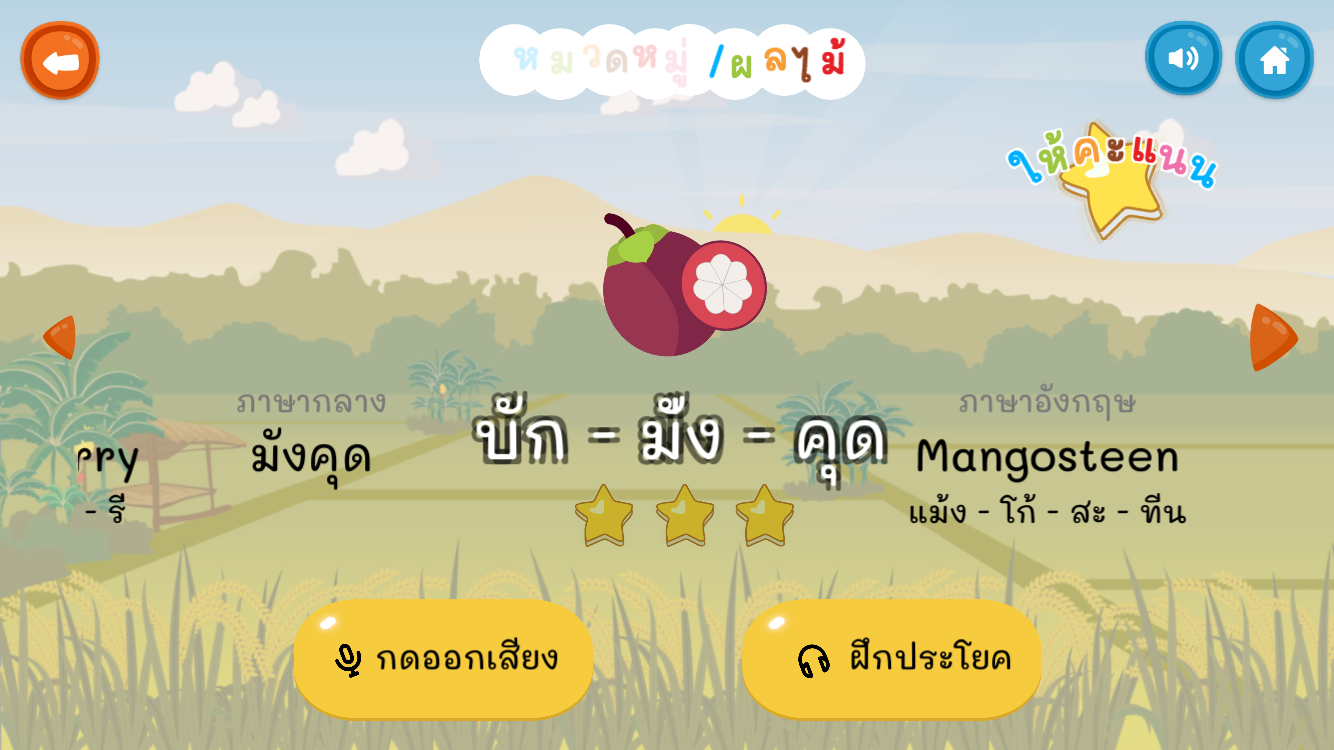 หมวดหมู่ /ผลไม้
ให้คะแนน
ภาษากลาง
มังคุด
บั๊ก - มั๊ง - คุด
ภาษาอังกฤษ
Mangosteen
แม้ง - โก้ - สะ - ทีน
rry
- รี
กดออกเสียง
ฝึกประโยค